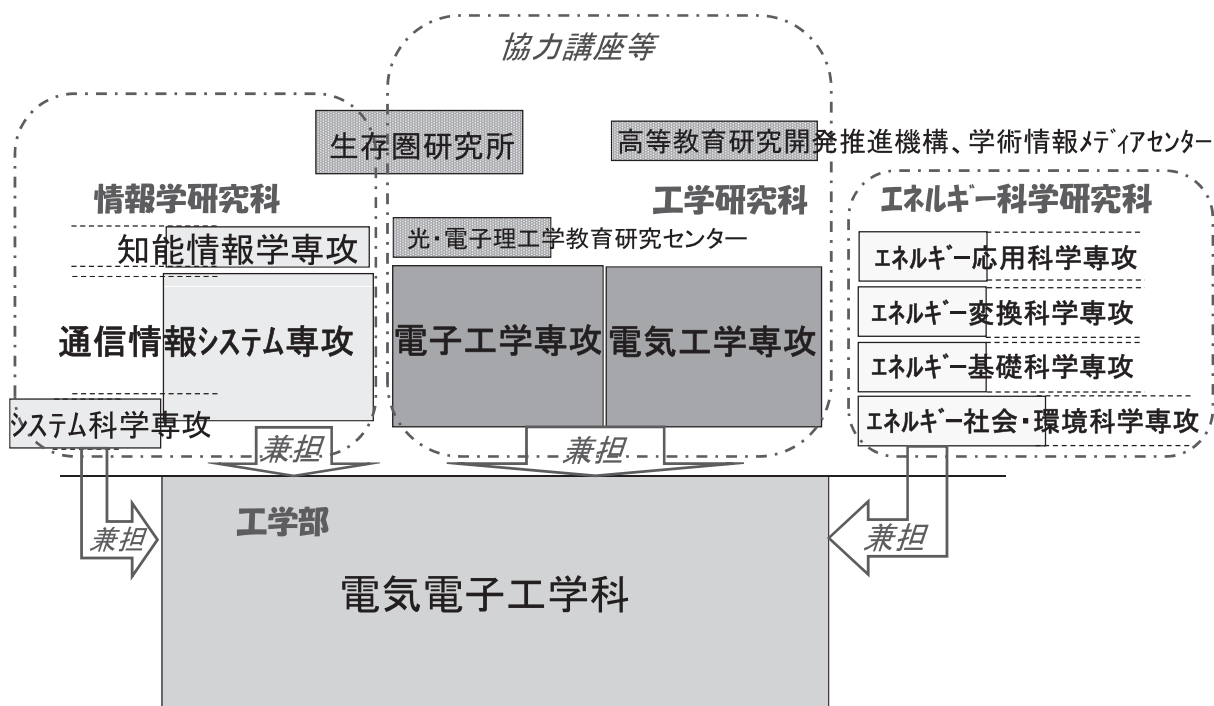 協力講座等
生存圏研究所
高等教育研究開発推進機構、学術情報メディアセンター
情報学研究科
工学研究科
エネルギー科学研究科
知能情報学専攻
光・電子理工学教育研究センター
エネルギー応用科学専攻
通信情報システム専攻
電子工学専攻
電気工学専攻
エネルギー変換科学専攻
エネルギー基礎科学専攻
システム科学専攻
エネルギー社会・環境科学専攻
兼担
兼担
兼担
兼担
工学部
電気電子工学科